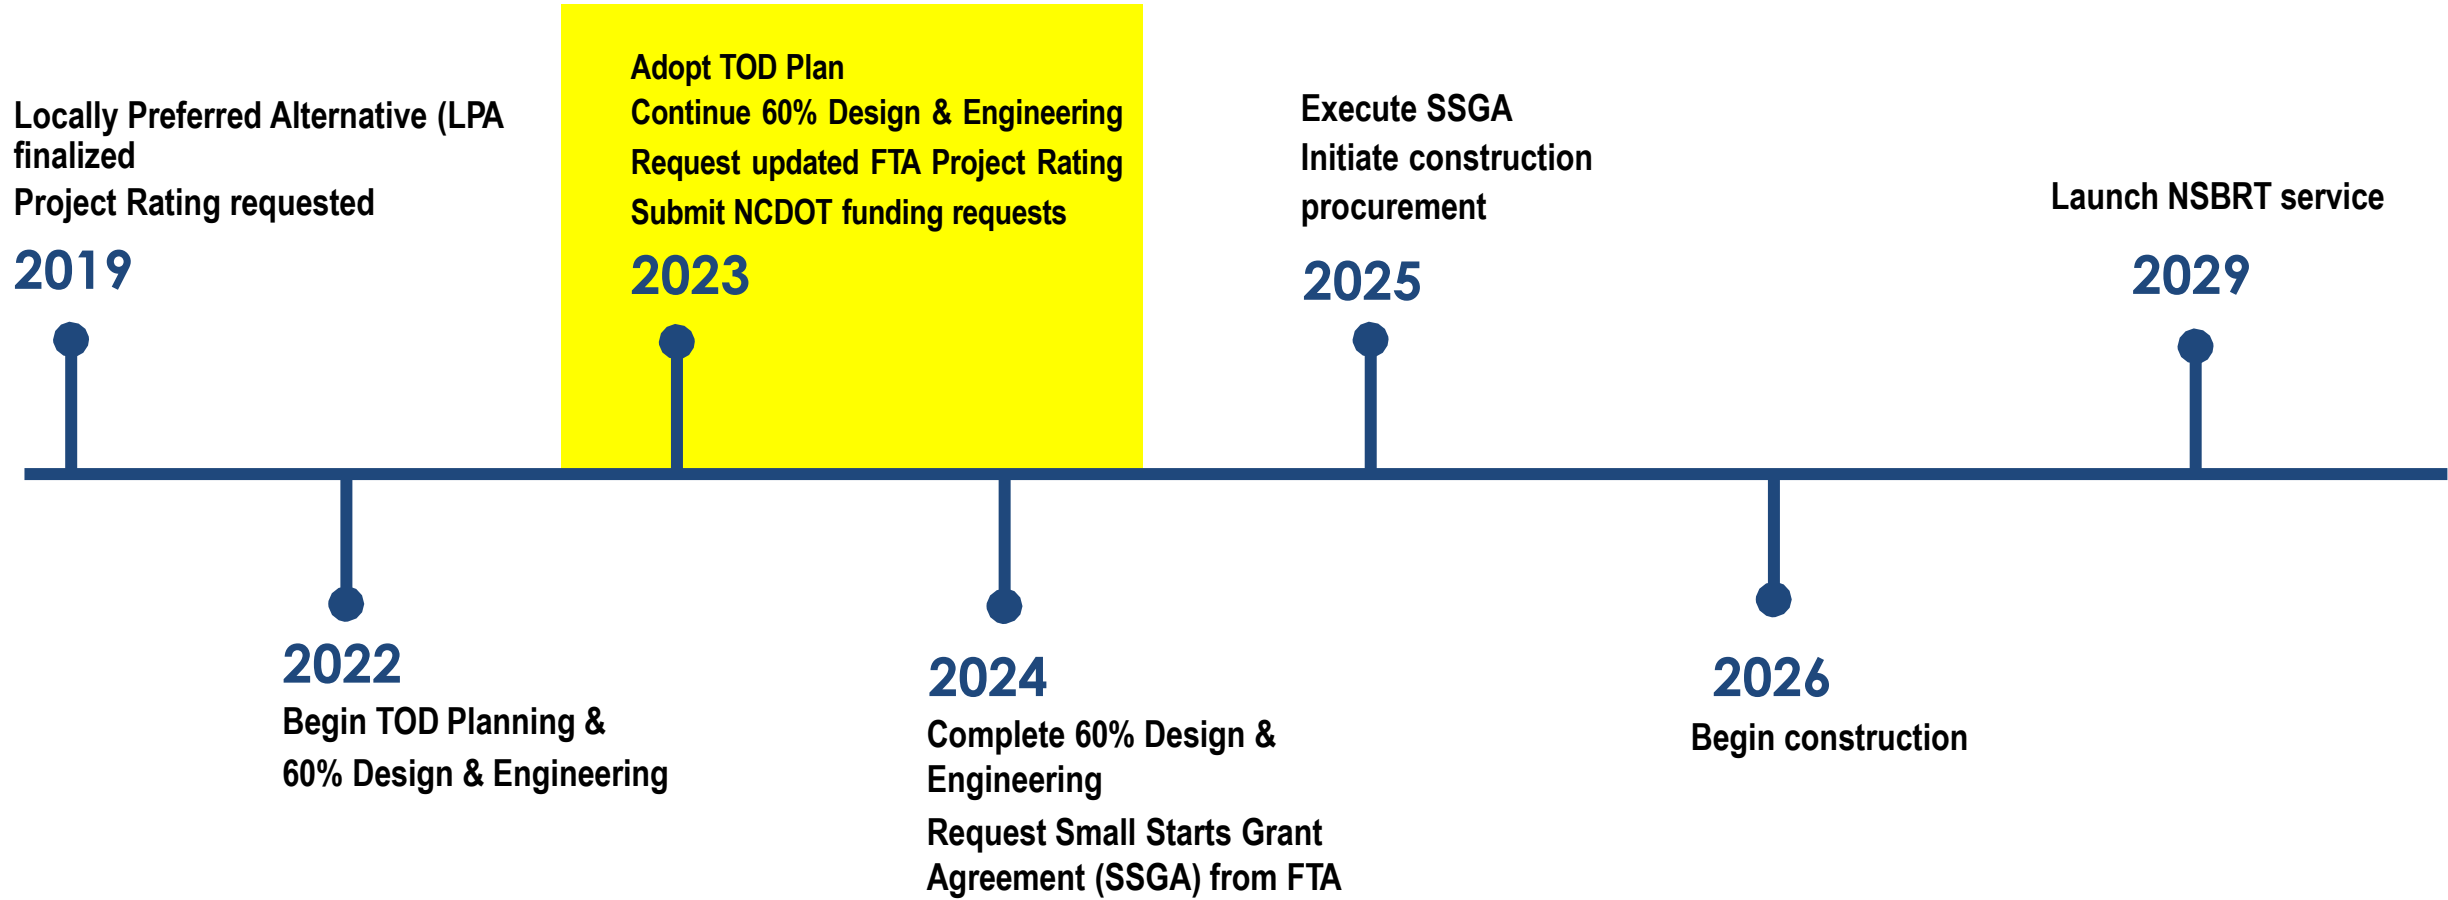 Locally Preferred Alternative (LPA
finalized
Project Rating requested
2019
2022
Begin TOD Planning &
60% Design & Engineering
Adopt TOD Plan
Continue 60% Design & Engineering
Request updated FTA Project Rating
Submit NCDOT funding requests
2023
2024
Complete 60% Design &
Engineering
Request Small Starts Grant
Agreement (SSGA) from FTA
Execute SSGA
Initiate construction
procurement
2025
2026
Begin construction
Launch NSBRT service
2029